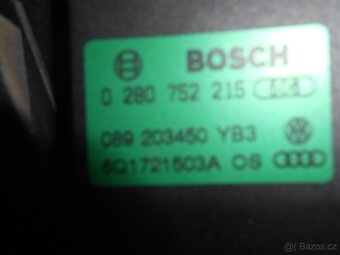 BOSCH
0 280 752 215
089 203450 YB3
6Q1721503A OS
Bazos.cz